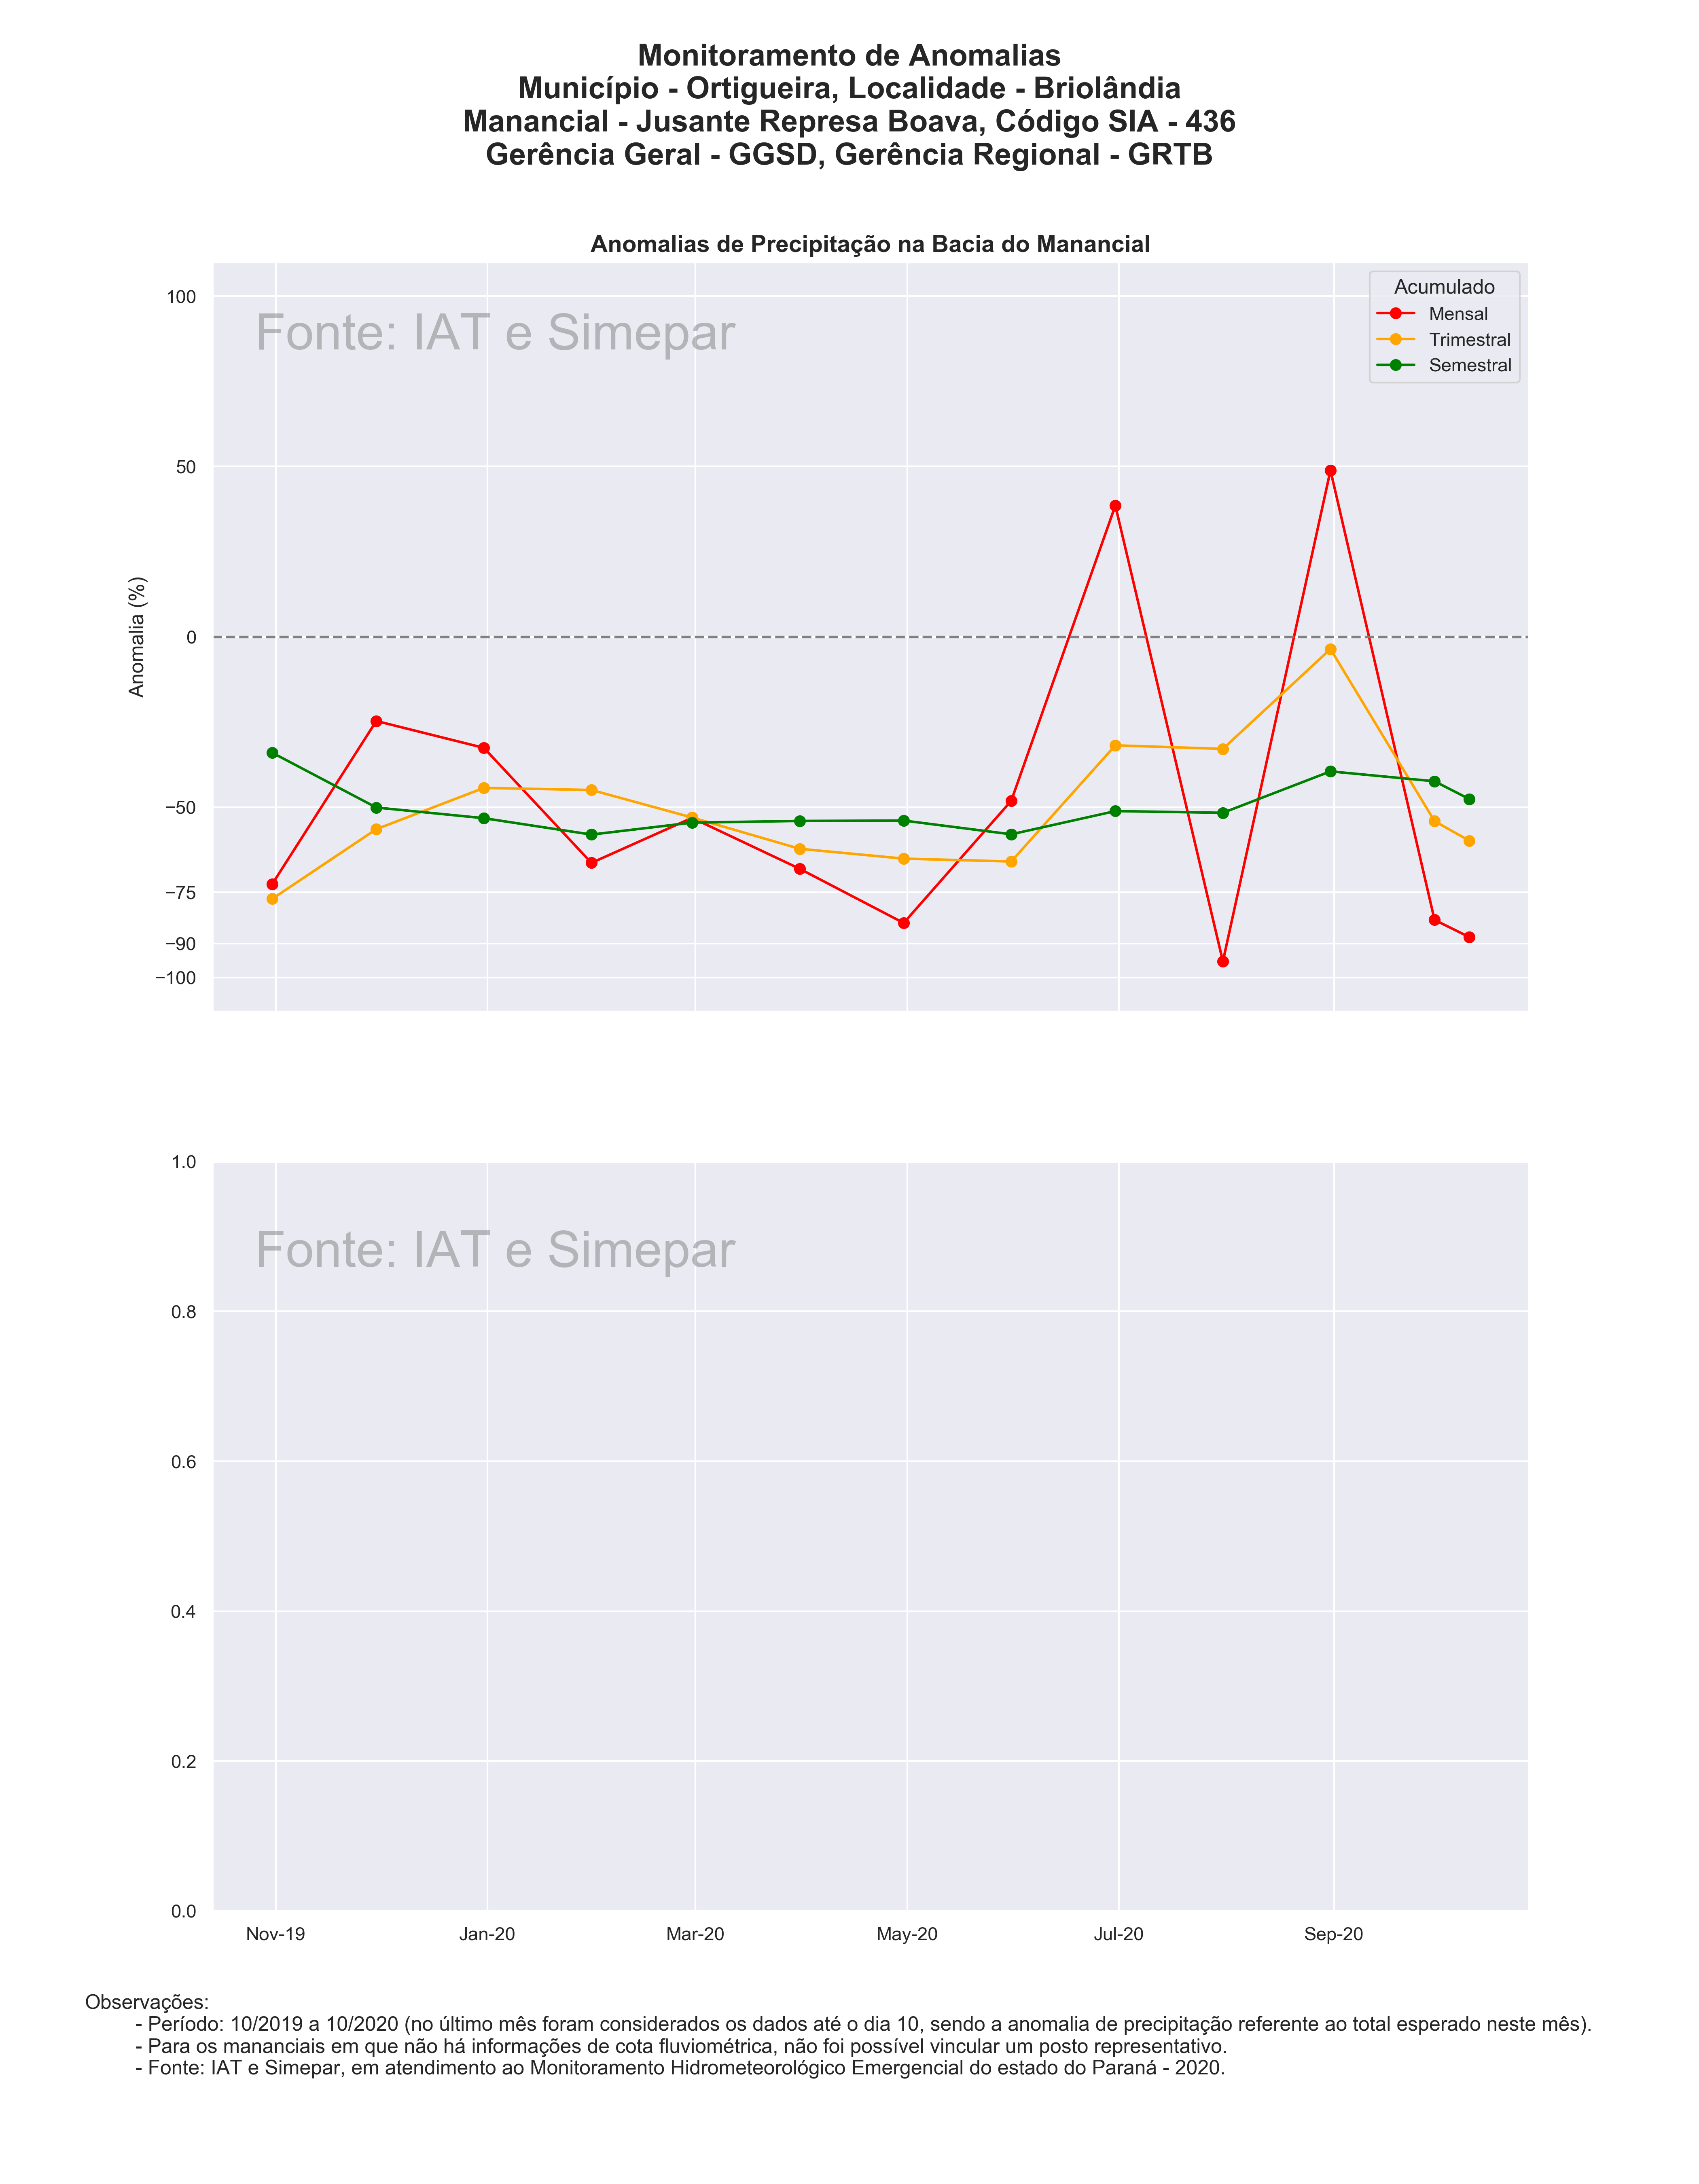 Monitoramento de Anomalias
Município - Ortigueira, Localidade - Briolândia
Manancial - Jusante Represa Boava, Código SIA - 436
Gerência Geral - GGSD, Gerência Regional - GRTB
Anomalias de Precipitação na Bacia do Manancial
Fonte: IAT e Simepar
Acumulado
Mensal
Trimestral
Semestral
Anomalia (%)
100
50
0
−50
−75
−90
−100
Fonte: IAT e Simepar
1.0
0.8
0.6
0.4
0.2
0.0
Nov-19 Jan-20 Mar-20 May-20 Jul-20 Sep-20
Observações:
- Período: 10/2019 a 10/2020 (no último mês foram considerados os dados até o dia 10, sendo a anomalia de precipitação referente ao total esperado neste mês).
- Para os mananciais em que não há informações de cota fluviométrica, não foi possível vincular um posto representativo.
- Fonte: IAT e Simepar, em atendimento ao Monitoramento Hidrometeorológico Emergencial do estado do Paraná - 2020.